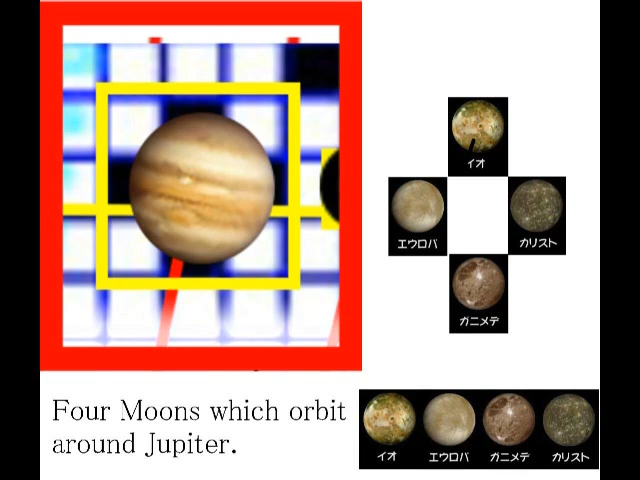 イオ
エウロパ
カリスト
ガニメデ
Four Moons which orbit
around Jupiter.
イオ
エウロパ
ガニメデ
カリスト